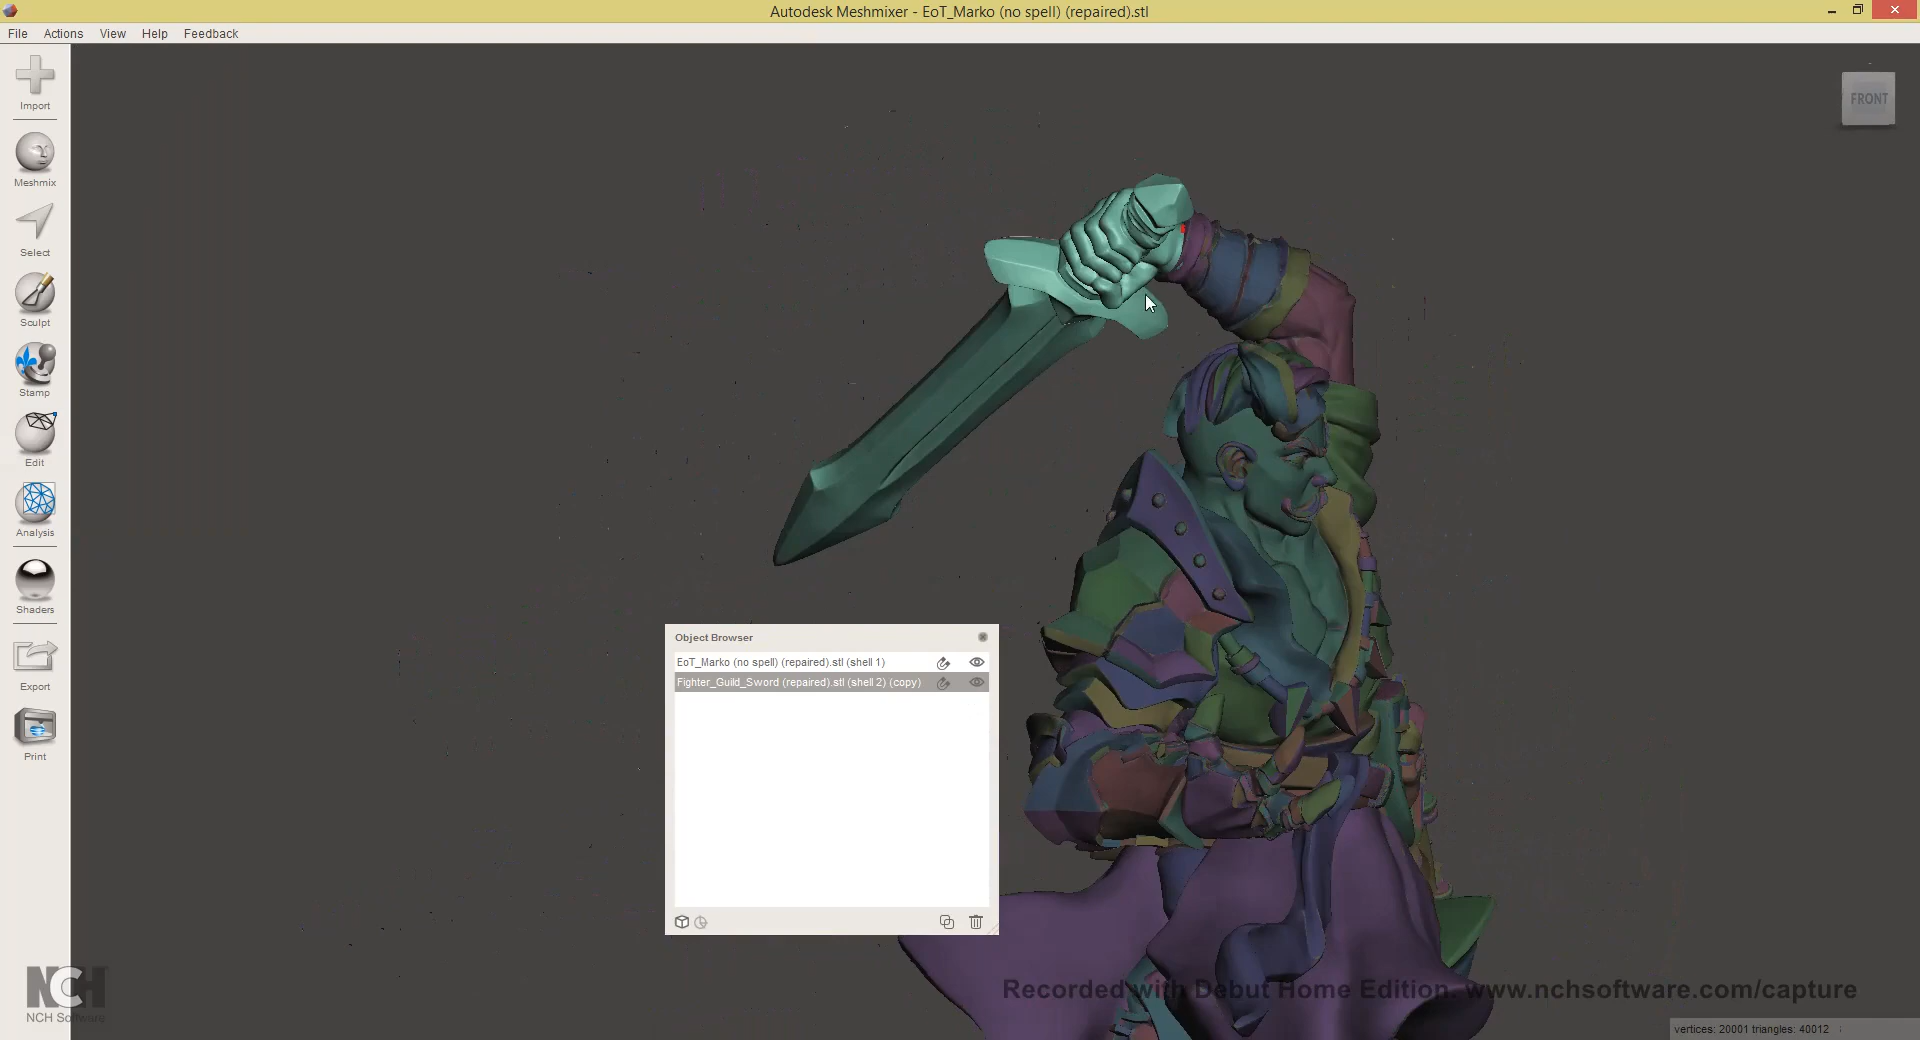 Autodesk Meshmixer - EoT_Marko (no spell) (repaired).stl
File Actions View Help Feedback
Import
FRONT
Meshmix
Select
Sculpt
Stamp
Edit
Analysis
Shaders
Export
Print
Object Browser
EoT_Marko (no spell) (repaired).stl (shell 1)
Fighter_Guild_Sword (repaired).stl (shell 2) (copy)
NCH
NCH Software
Recorded with Debut Home Edition. www.nchsoftware.com/capture
vertices: 20001 triangles: 40012